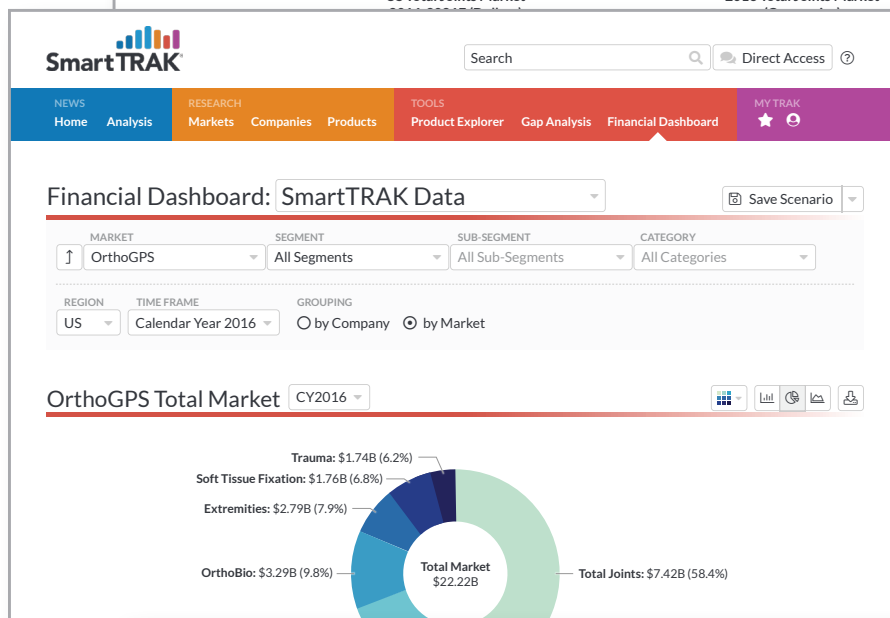 SmartTRAK
Search
Direct Access
?
NEWS
Home Analysis
RESEARCH
Markets Companies Products
TOOLS
Product Explorer Gap Analysis Financial Dashboard
MY TRAK
Financial Dashboard: SmartTRAK Data
Save Scenario
MARKET SEGMENT SUB-SEGMENT CATEGORY
OrthoGPS All Segments All Sub-Segments All Categories
REGION TIME FRAME GROUPING
US Calendar Year 2016 by Company by Market
OrthoGPS Total Market CY2016
Trauma: $1.74B (6.2%)
Soft Tissue Fixation: $1.76B (6.8%)
Extremities: $2.79B (7.9%)
OrthoBio: $3.29B (9.8%)
Total Market
$22.22B
Total Joints: $7.42B (58.4%)